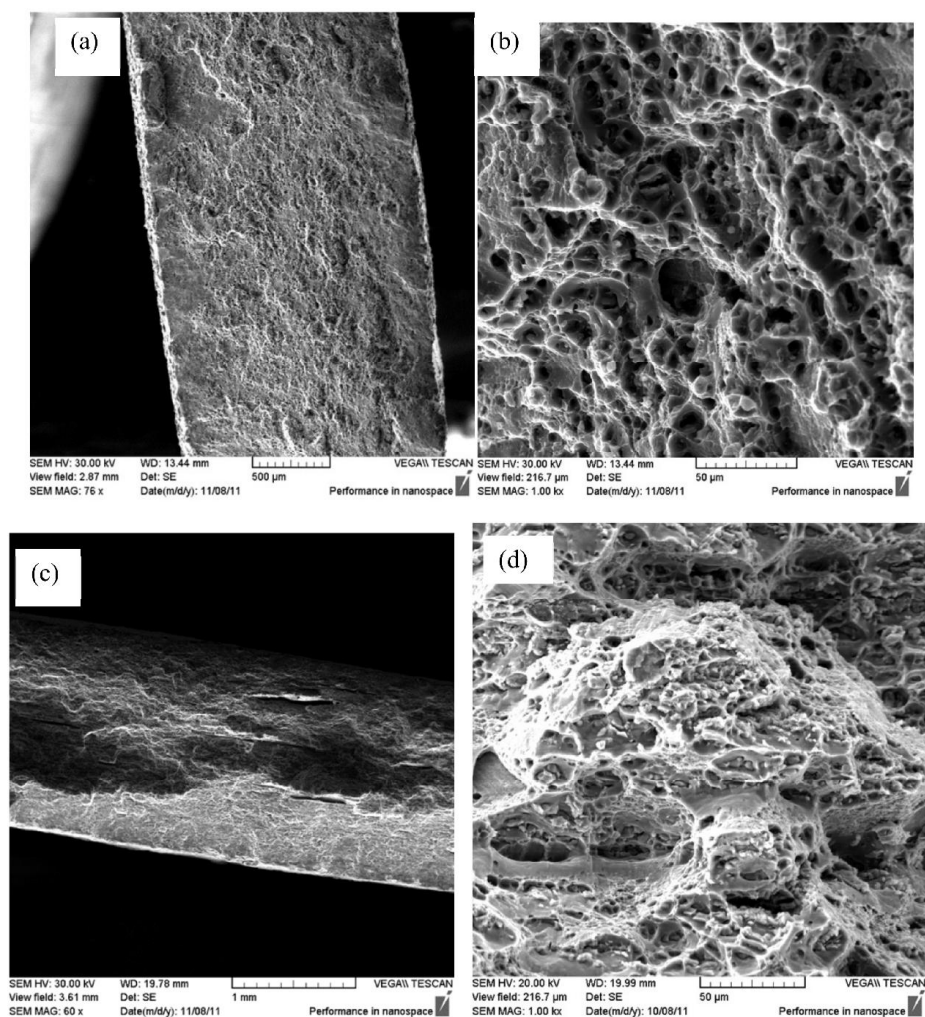 (a)
SEM HV: 30.00 kV WD: 13.44 mm VEGA\\ TESCAN
View field: 2.87 mm Det: SE 500 µm
SEM MAG: 76 x Date(m/d/y): 11/08/11 Performance in nanospace
(b)
SEM HV: 30.00 kV WD: 13.44 mm VEGA\\ TESCAN
View field: 216.7 µm Det: SE 50 µm
SEM MAG: 1.00 kx Date(m/d/y): 11/08/11 Performance in nanospace
(c)
SEM HV: 30.00 kV WD: 19.78 mm VEGA\\ TESCAN
View field: 3.61 mm Det: SE 1 mm
SEM MAG: 60 x Date(m/d/y): 11/08/11 Performance in nanospace
(d)
SEM HV: 20.00 kV WD: 19.99 mm VEGA\\ TESCAN
View field: 216.7 µm Det: SE 50 µm
SEM MAG: 1.00 kx Date(m/d/y): 10/08/11 Performance in nanospace